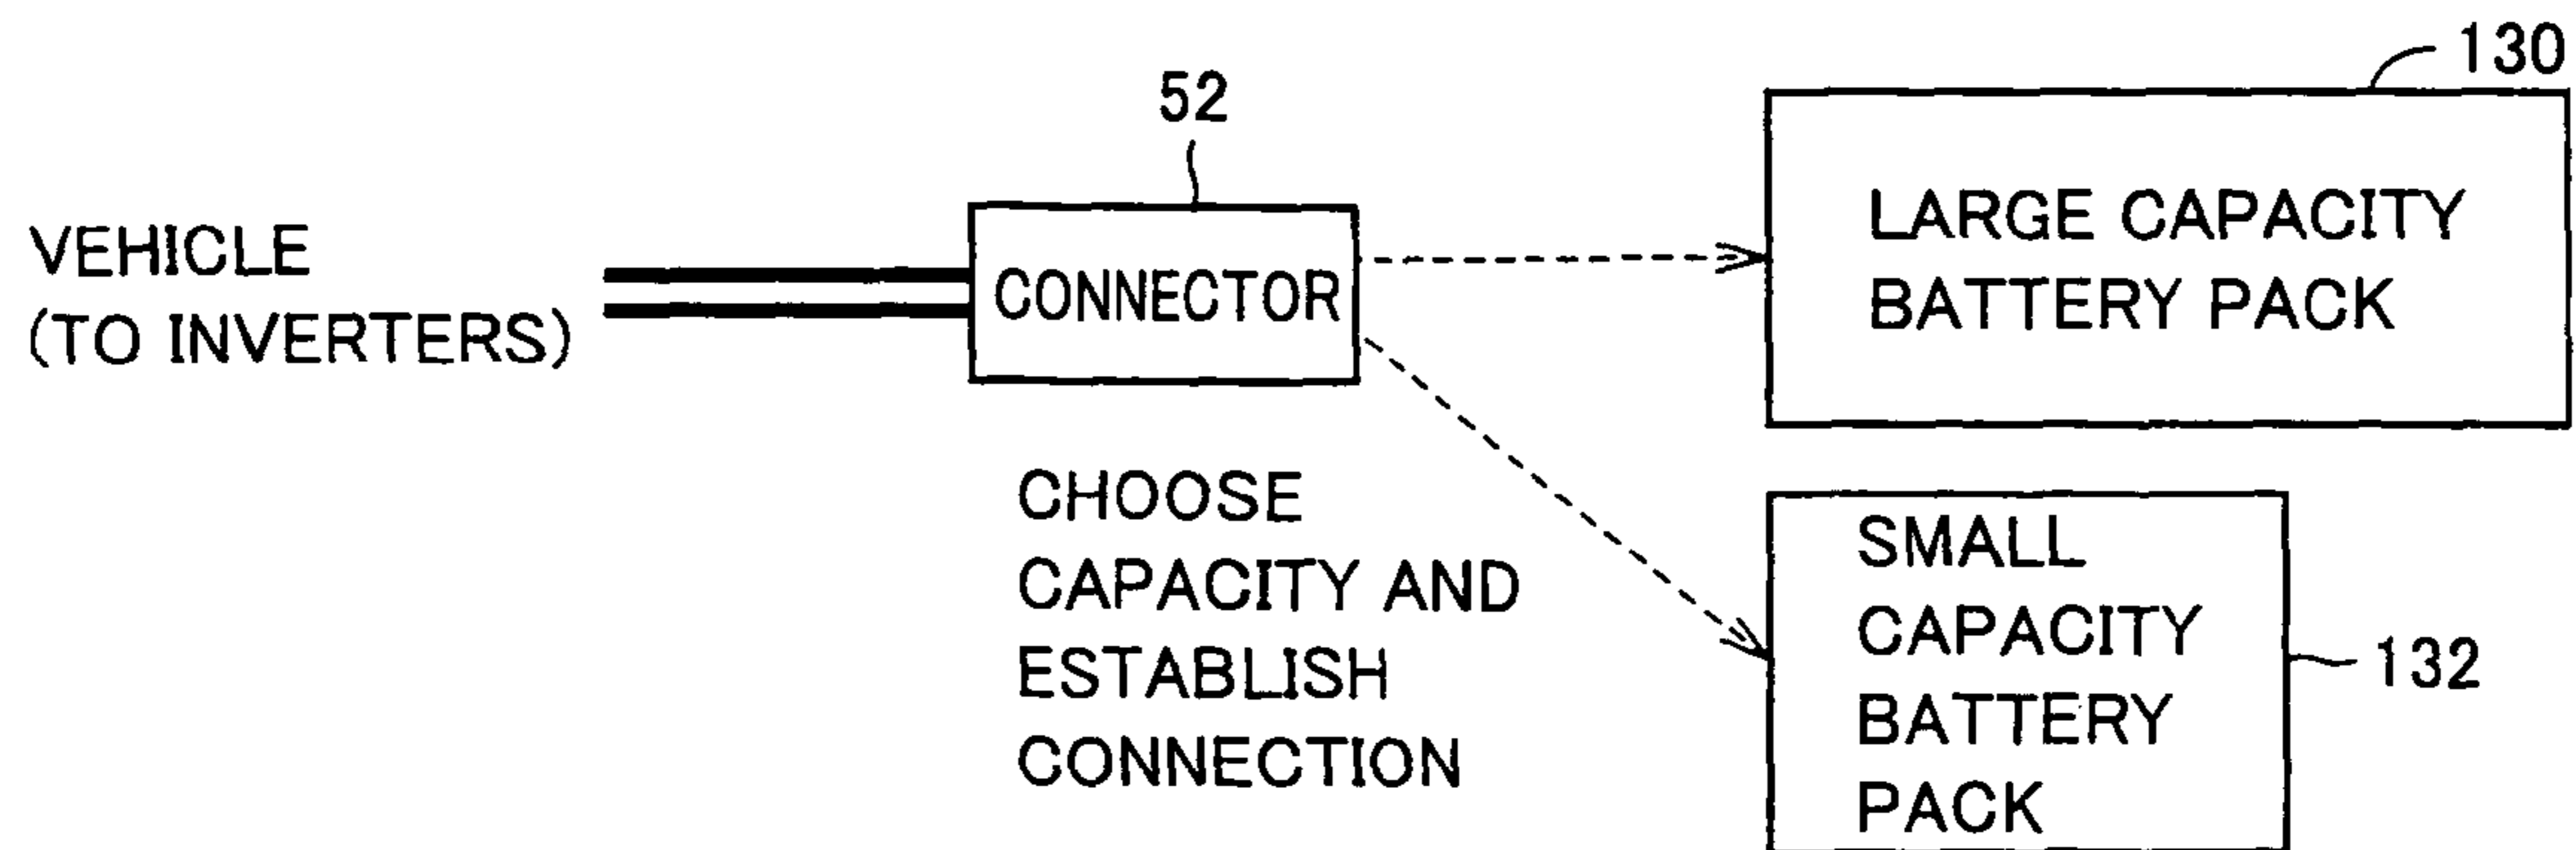 130
52
VEHICLE
(TO INVERTERS)
CONNECTOR
LARGE CAPACITY
BATTERY PACK
CHOOSE
CAPACITY AND
ESTABLISH
CONNECTION
SMALL
CAPACITY
BATTERY
PACK
132